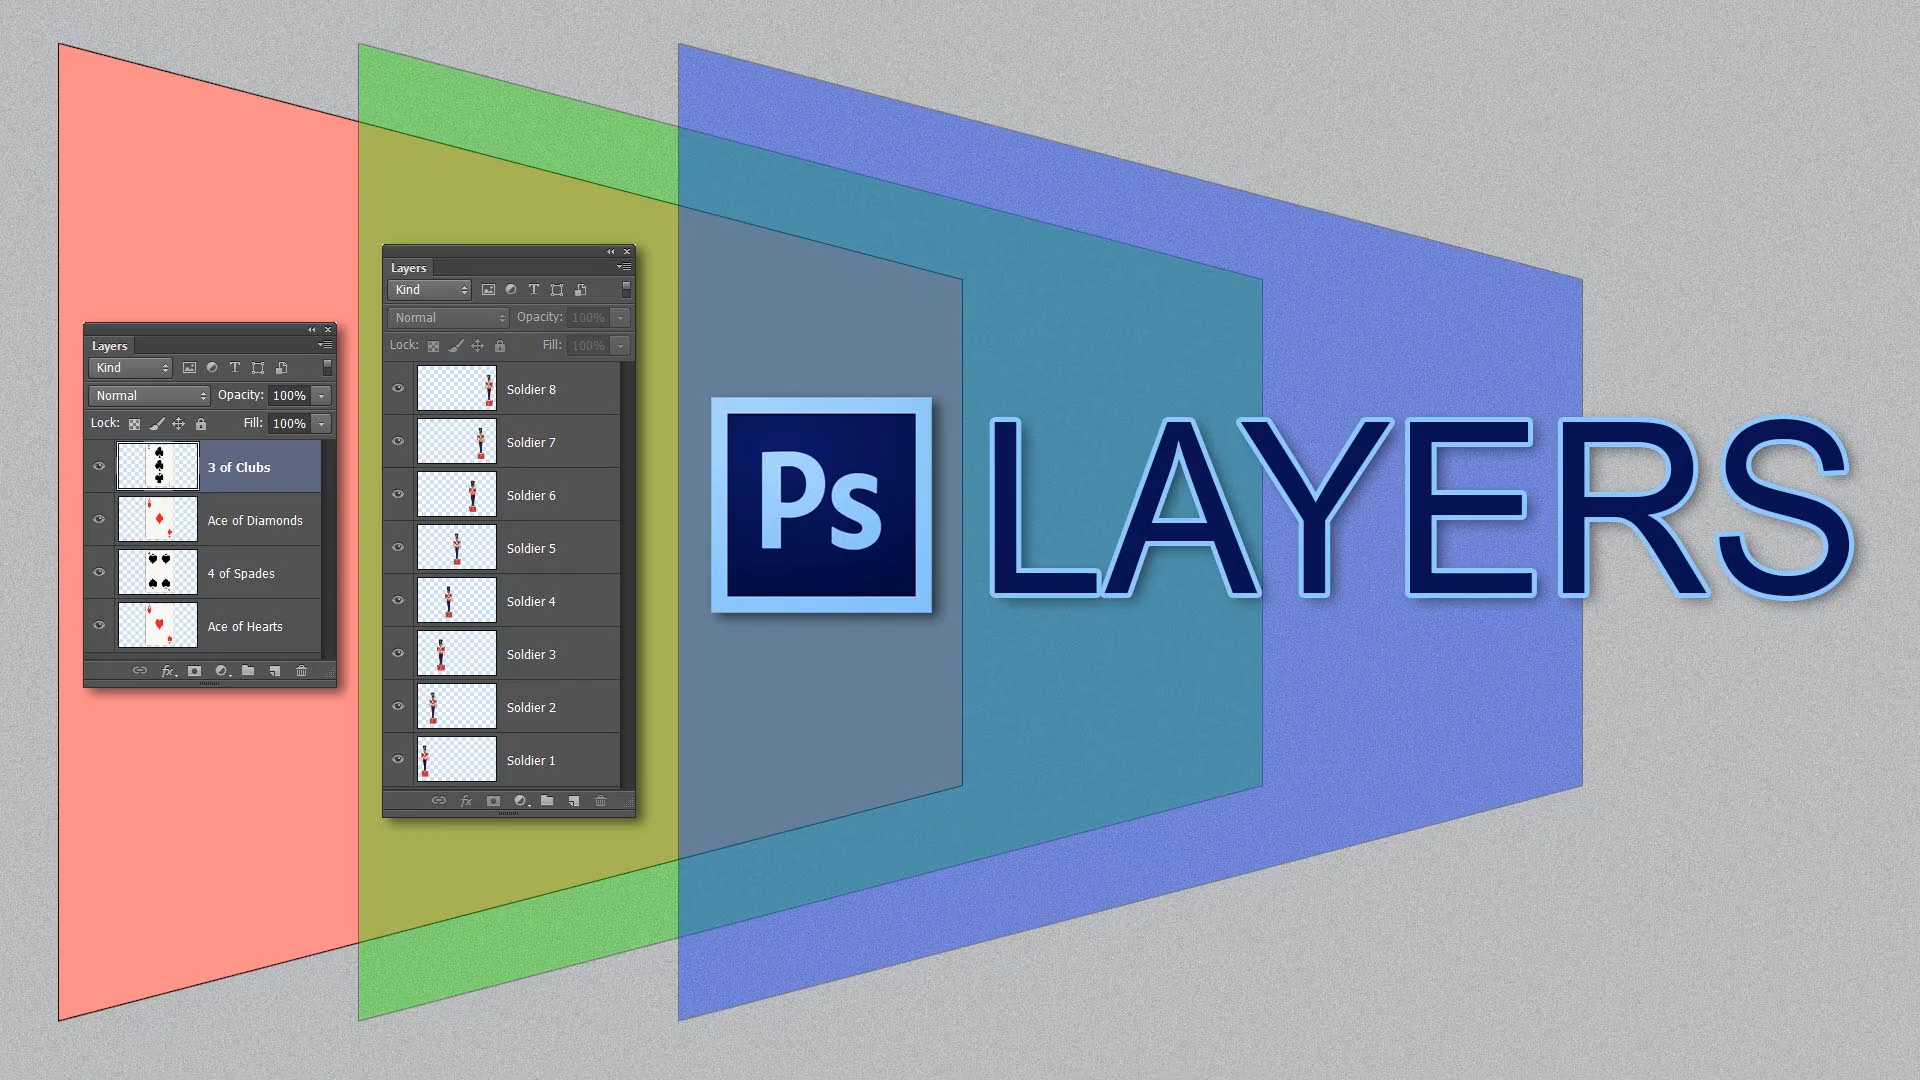 Layers
Kind
Normal Opacity: 100%
Lock: Fill: 100%
3 of Clubs
Ace of Diamonds
4 of Spades
Ace of Hearts
fx
Layers
Kind
Normal Opacity: 100%
Lock: Fill: 100%
Soldier 8
Soldier 7
Soldier 6
Soldier 5
Soldier 4
Soldier 3
Soldier 2
Soldier 1
fx
Ps LAYERS